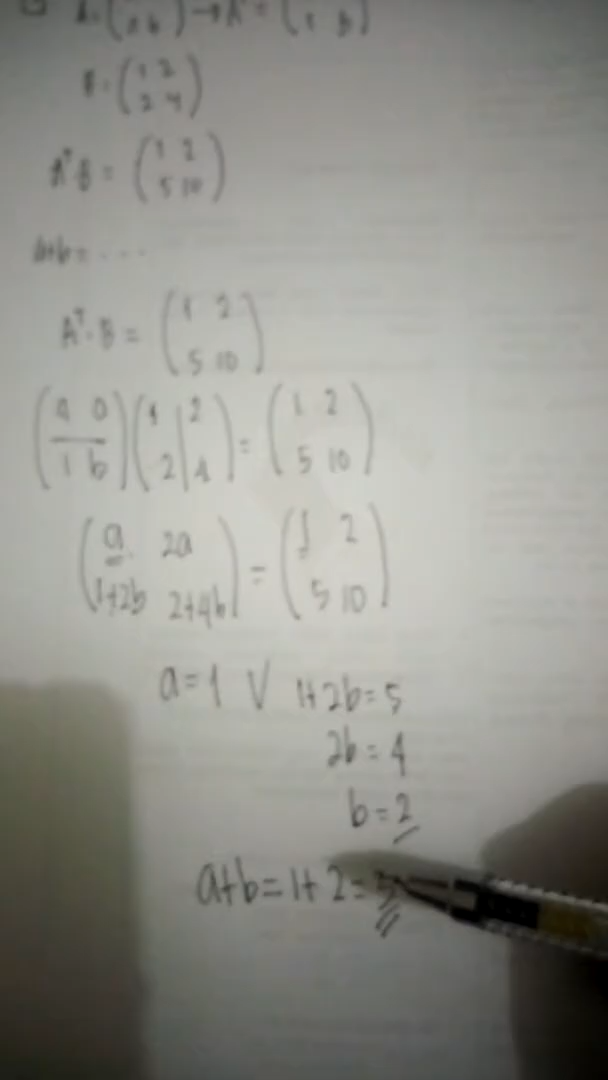 B = (1 2
2 4)
AᵀB = (1 2
5 10)
a+b = ...
Aᵀ·B = (1 2
5 10)
(a 0
1 b)(1 2
2 4) = (1 2
5 10)
(a 2a
1+2b 2+4b) = (1 2
5 10)
a=1 V 1+2b=5
2b=4
b=2
a+b=1+2=3